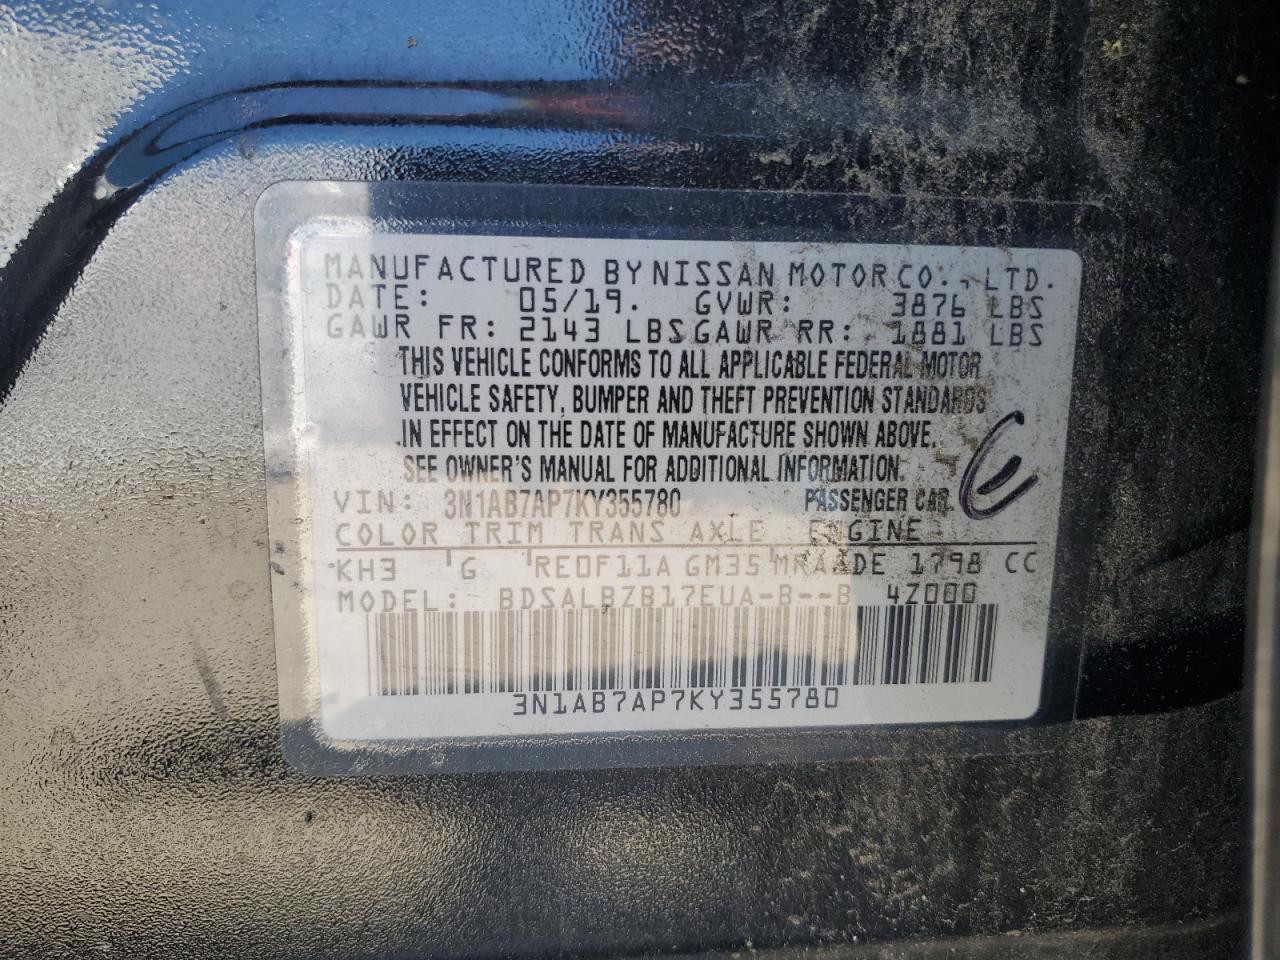 MANUFACTURED BY NISSAN MOTOR CO., LTD.
DATE: 05/19. GVWR: 3876 LBS
GAWR FR: 2143 LBS GAWR RR: 1881 LBS
THIS VEHICLE CONFORMS TO ALL APPLICABLE FEDERAL MOTOR
VEHICLE SAFETY, BUMPER AND THEFT PREVENTION STANDARDS
IN EFFECT ON THE DATE OF MANUFACTURE SHOWN ABOVE.
SEE OWNER'S MANUAL FOR ADDITIONAL INFORMATION.
VIN: 3N1AB7AP7KY355780 PASSENGER CAR
COLOR TRIM TRANS AXLE ENGINE
KH3 G RE0F11A GM35 MRAADE 1798 CC
MODEL: BDSALBZB17EUA-B--B 4Z000
3N1AB7AP7KY355780